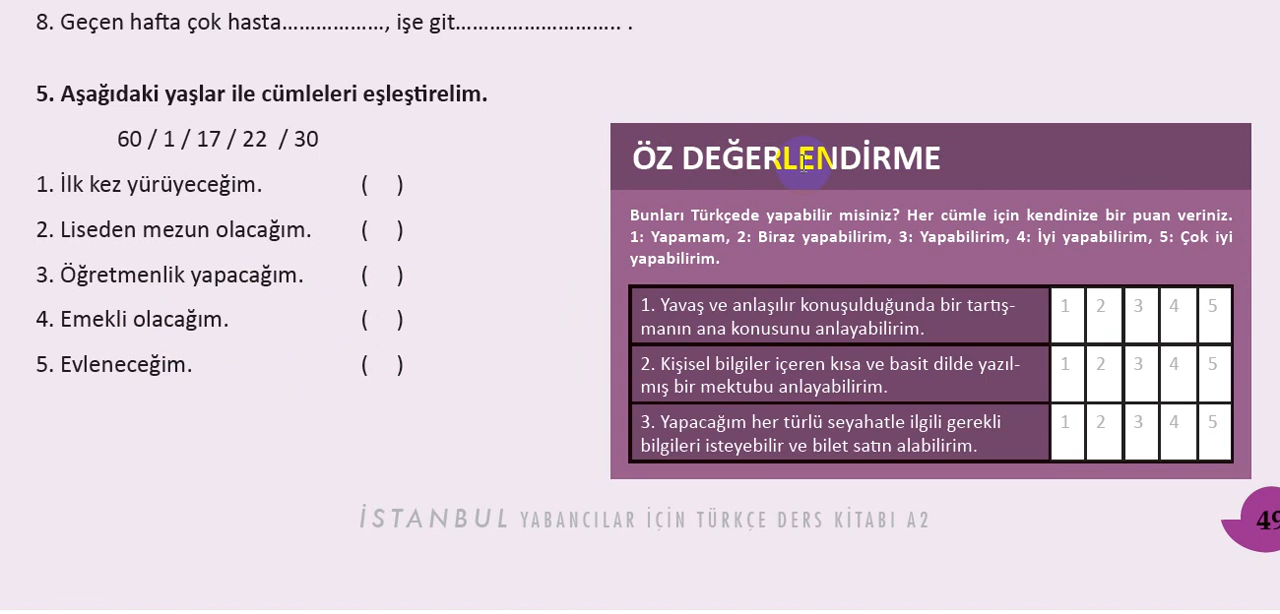 8. Geçen hafta çok hasta………………, işe git……………………….. .
5. Aşağıdaki yaşlar ile cümleleri eşleştirelim.
60 / 1 / 17 / 22 / 30
1. İlk kez yürüyeceğim. ( )
2. Liseden mezun olacağım. ( )
3. Öğretmenlik yapacağım. ( )
4. Emekli olacağım. ( )
5. Evleneceğim. ( )
ÖZ DEĞERLENDİRME
Bunları Türkçede yapabilir misiniz? Her cümle için kendinize bir puan veriniz.
1: Yapamam, 2: Biraz yapabilirim, 3: Yapabilirim, 4: İyi yapabilirim, 5: Çok iyi
yapabilirim.
1. Yavaş ve anlaşılır konuşulduğunda bir tartış-
manın ana konusunu anlayabilirim. 1 2 3 4 5
2. Kişisel bilgiler içeren kısa ve basit dilde yazıl-
mış bir mektubu anlayabilirim. 1 2 3 4 5
3. Yapacağım her türlü seyahatle ilgili gerekli
bilgileri isteyebilir ve bilet satın alabilirim. 1 2 3 4 5
İSTANBUL YABANCILAR İÇİN TÜRKÇE DERS KİTABI A2
49